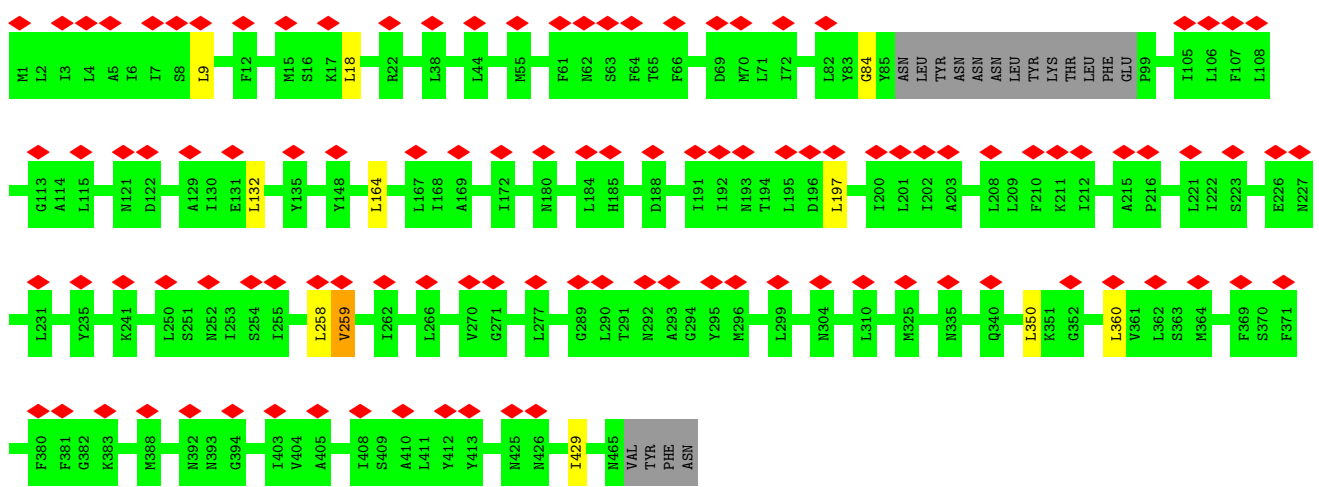 M1 L2 I3 L4 A5 I6 I7 S8 L9 F12 M15 S16 K17 L18 R22 L38 L44 M55 F61 N62 S63 F64 T65 F66 D69 M70 L71 I72 L82 Y83 G84 Y85 ASN LEU TYR ASN ASN ASN LEU TYR LYS THR LEU PHE GLU P99 I105 L106 F107 L108
G113 A114 L115 N121 D122 A129 I130 E131 L132 Y135 Y148 L164 L167 I168 A169 I172 N180 L184 H185 D188 I191 I192 N193 T194 L195 D196 L197 I200 L201 I202 A203 L208 L209 F210 K211 I212 A215 P216 L221 I222 S223 E226 N227
L231 Y235 K241 L250 S251 N252 I253 S254 I255 L258 V259 I262 L266 V270 G271 L277 G289 L290 T291 N292 A293 G294 Y295 M296 L299 N304 L310 M325 N335 Q340 L350 K351 G352 L360 V361 L362 S363 M364 F369 S370 F371
F380 F381 G382 K383 M388 N392 N393 G394 I403 V404 A405 I408 S409 A410 L411 Y412 Y413 N425 N426 I429 N465 VAL TYR PHE ASN